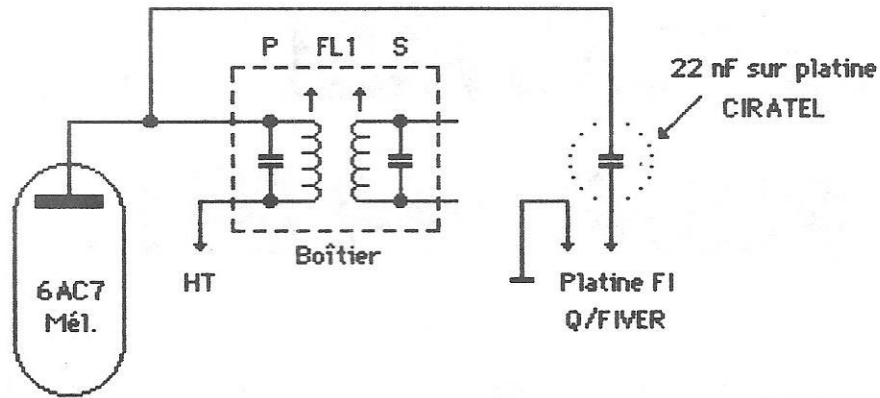 P FL1 S
22 nF sur platine
CIRATEL
Boîtier
HT
6AC7
Mél.
Platine FI
Q/FIVER